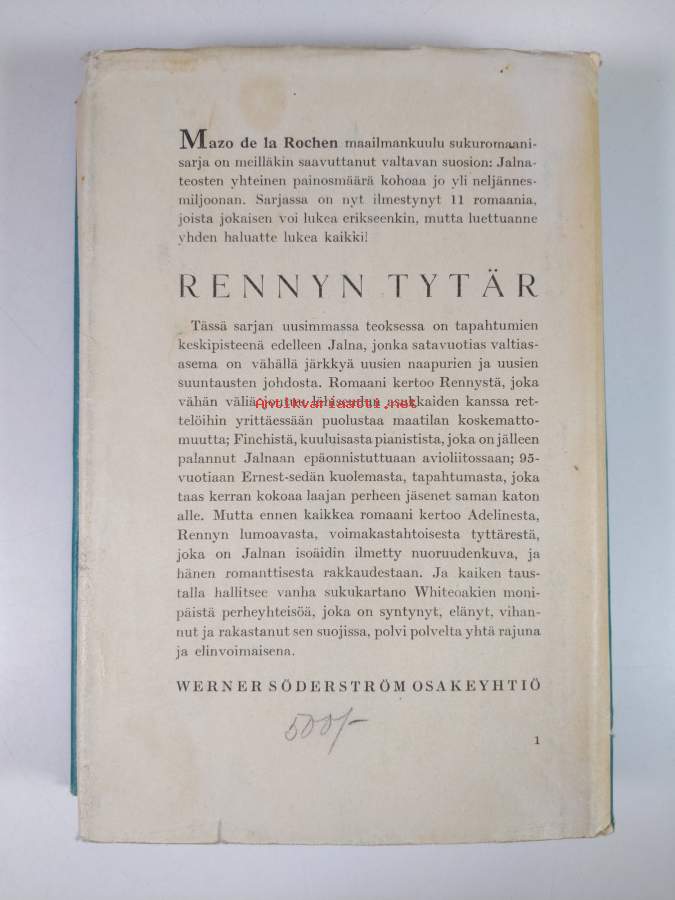 Mazo de la Rochen maailmankuulu sukuromaani-
sarja on meilläkin saavuttanut valtavan suosion: Jalna-
teosten yhteinen painosmäärä kohoaa jo yli neljännes-
miljoonan. Sarjassa on nyt ilmestynyt 11 romaania,
joista jokaisen voi lukea erikseenkin, mutta luettuanne
yhden haluatte lukea kaikki!
RENNYN TYTÄR
Tässä sarjan uusimmassa teoksessa on tapahtumien
keskipisteenä edelleen Jalna, jonka satavuotias valtias-
asema on vähällä järkkyä uusien naapurien ja uusien
suuntausten johdosta. Romaani kertoo Rennystä, joka
vähän väliä joutuu lähiseudun asukkaiden kanssa ret-
antikvariaatti.net
telöihin yrittäessään puolustaa maatilan koskematto-
muutta; Finchistä, kuuluisasta pianistista, joka on jälleen
palannut Jalnaan epäonnistuttuaan avioliitossaan; 95-
vuotiaan Ernest-sedän kuolemasta, tapahtumasta, joka
taas kerran kokoaa laajan perheen jäsenet saman katon
alle. Mutta ennen kaikkea romaani kertoo Adelinesta,
Rennyn lumoavasta, voimakastahtoisesta tyttärestä,
joka on Jalnan isoäidin ilmetty nuoruudenkuva, ja
hänen romanttisesta rakkaudestaan. Ja kaiken taus-
talla hallitsee vanha sukukartano Whiteoakien moni-
päistä perheyhteisöä, joka on syntynyt, elänyt, vihan-
nut ja rakastanut sen suojissa, polvi polvelta yhtä rajuna
ja elinvoimaisena.
WERNER SÖDERSTRÖM OSAKEYHTIÖ
500/-
1